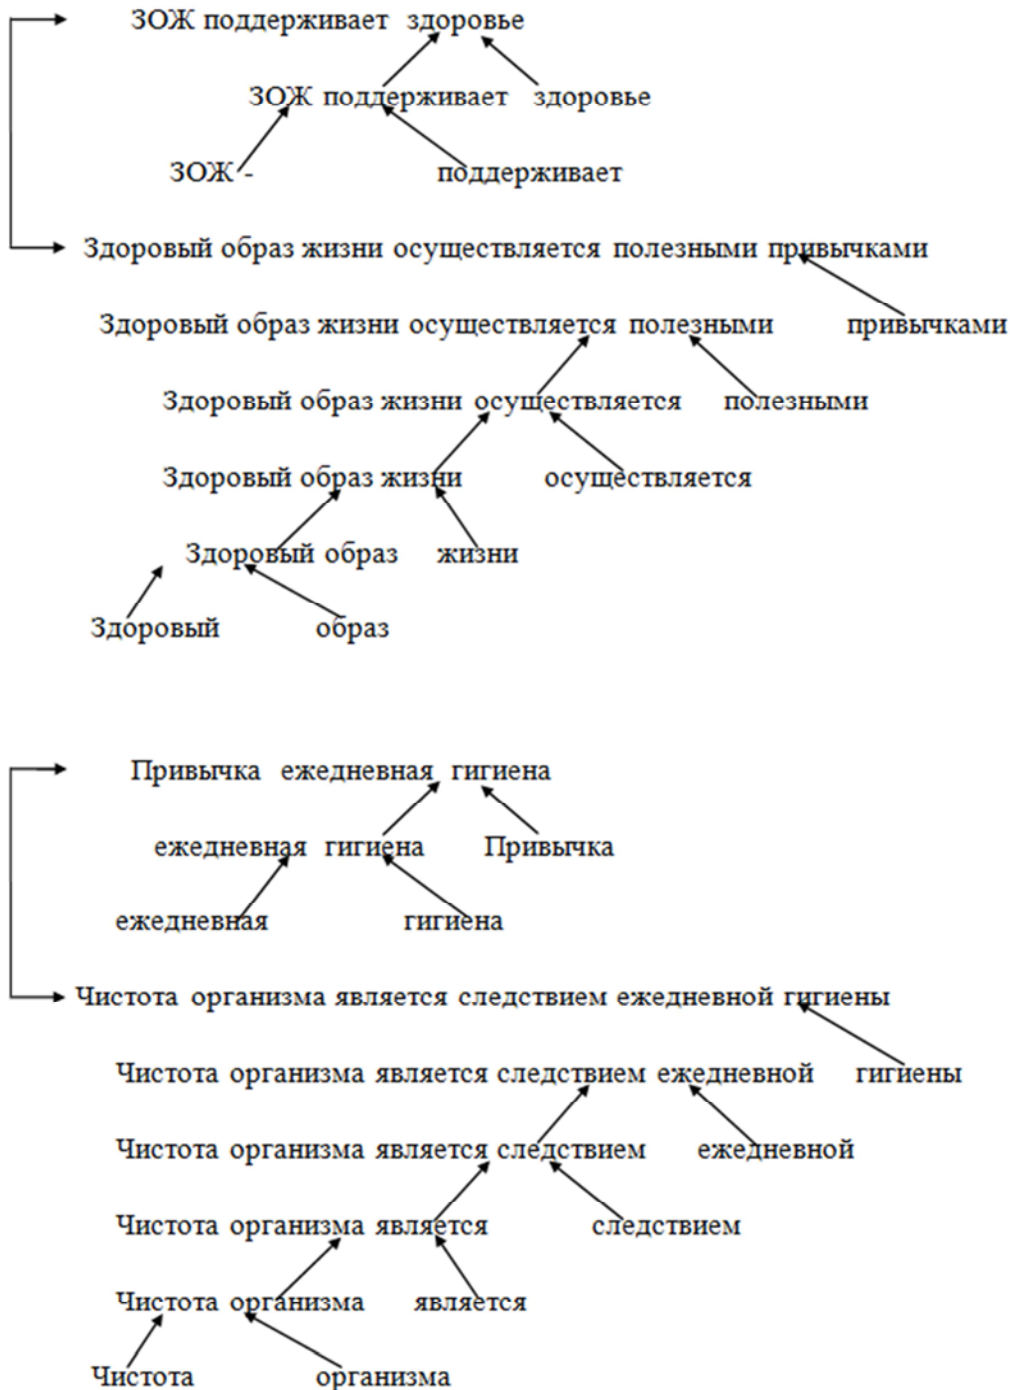 ЗОЖ поддерживает здоровье
ЗОЖ поддерживает здоровье
ЗОЖ - поддерживает
Здоровый образ жизни осуществляется полезными привычками
Здоровый образ жизни осуществляется полезными привычками
Здоровый образ жизни осуществляется полезными
Здоровый образ жизни осуществляется
Здоровый образ жизни
Здоровый образ
Привычка ежедневная гигиена
ежедневная гигиена Привычка
ежедневная гигиена
Чистота организма является следствием ежедневной гигиены
Чистота организма является следствием ежедневной гигиены
Чистота организма является следствием ежедневной
Чистота организма является следствием
Чистота организма является
Чистота организма